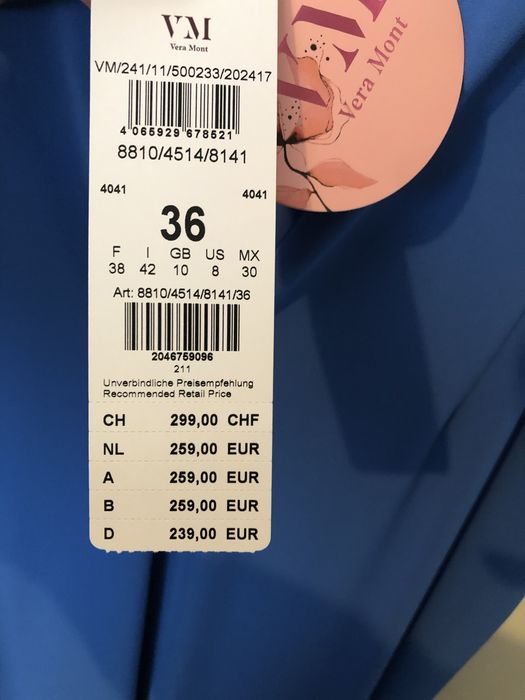 VM
Vera Mont
VM/241/11/500233/202417
4 065929 678521
8810/4514/8141
4041 4041
36
F I GB US MX
38 42 10 8 30
Art: 8810/4514/8141/36
2046759096
211
Unverbindliche Preisempfehlung
Recommended Retail Price
CH 299,00 CHF
NL 259,00 EUR
A 259,00 EUR
B 259,00 EUR
D 239,00 EUR
VM
Vera Mont